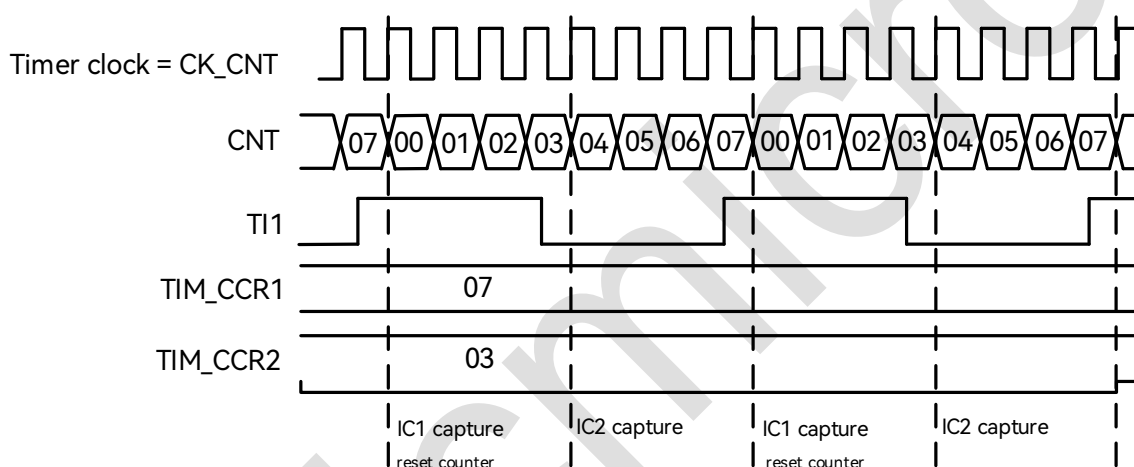 Timer clock = CK_CNT
CNT
07 00 01 02 03 04 05 06 07 00 01 02 03 04 05 06 07
TI1
TIM_CCR1
07
TIM_CCR2
03
IC1 capture
reset counter
IC2 capture
IC1 capture
reset counter
IC2 capture